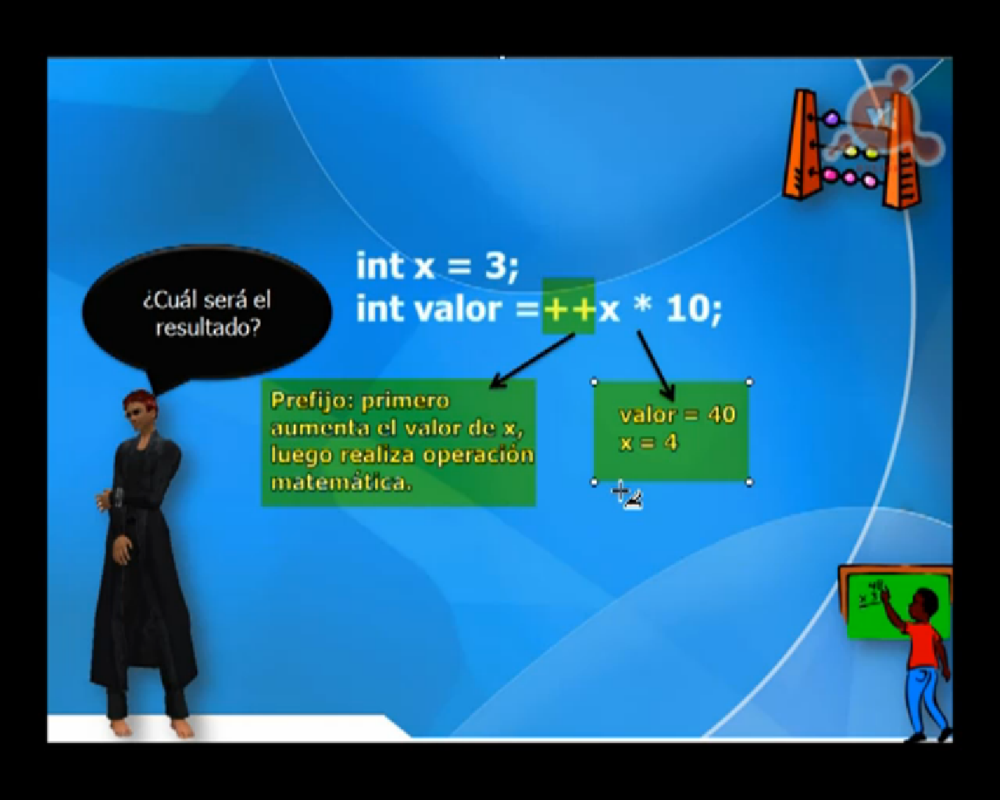 int x = 3;
int valor =++x * 10;
¿Cuál será el
resultado?
Prefijo: primero
aumenta el valor de x,
luego realiza operación
matemática.
valor = 40
x = 4